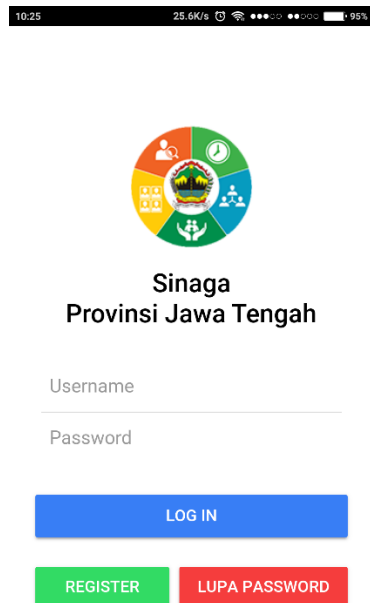 10:25 25.6K/s 95%
Sinaga
Provinsi Jawa Tengah
Username
Password
LOG IN
REGISTER LUPA PASSWORD